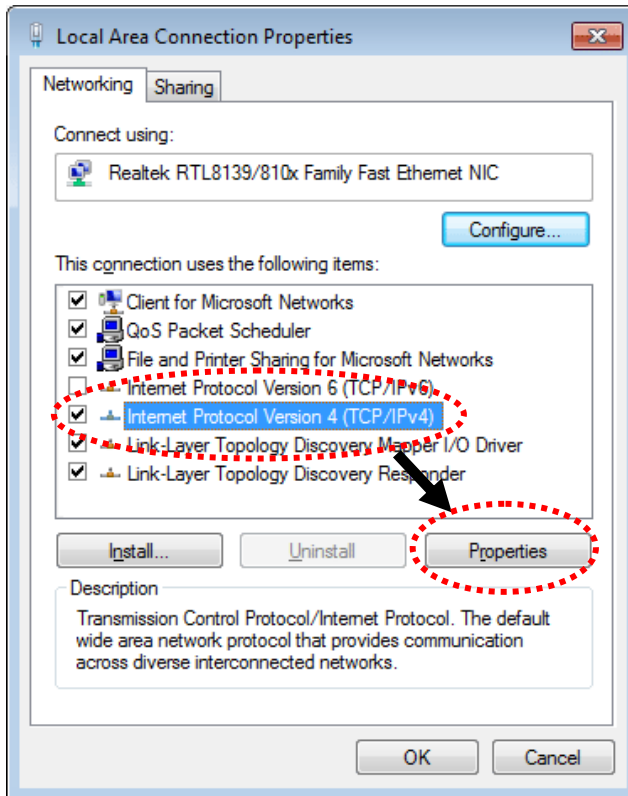 Local Area Connection Properties
Networking
Sharing
Connect using:
Realtek RTL8139/810x Family Fast Ethernet NIC
Configure...
This connection uses the following items:
Client for Microsoft Networks
QoS Packet Scheduler
File and Printer Sharing for Microsoft Networks
Internet Protocol Version 6 (TCP/IPv6)
Internet Protocol Version 4 (TCP/IPv4)
Link-Layer Topology Discovery Mapper I/O Driver
Link-Layer Topology Discovery Responder
Install...
Uninstall
Properties
Description
Transmission Control Protocol/Internet Protocol. The default
wide area network protocol that provides communication
across diverse interconnected networks.
OK
Cancel